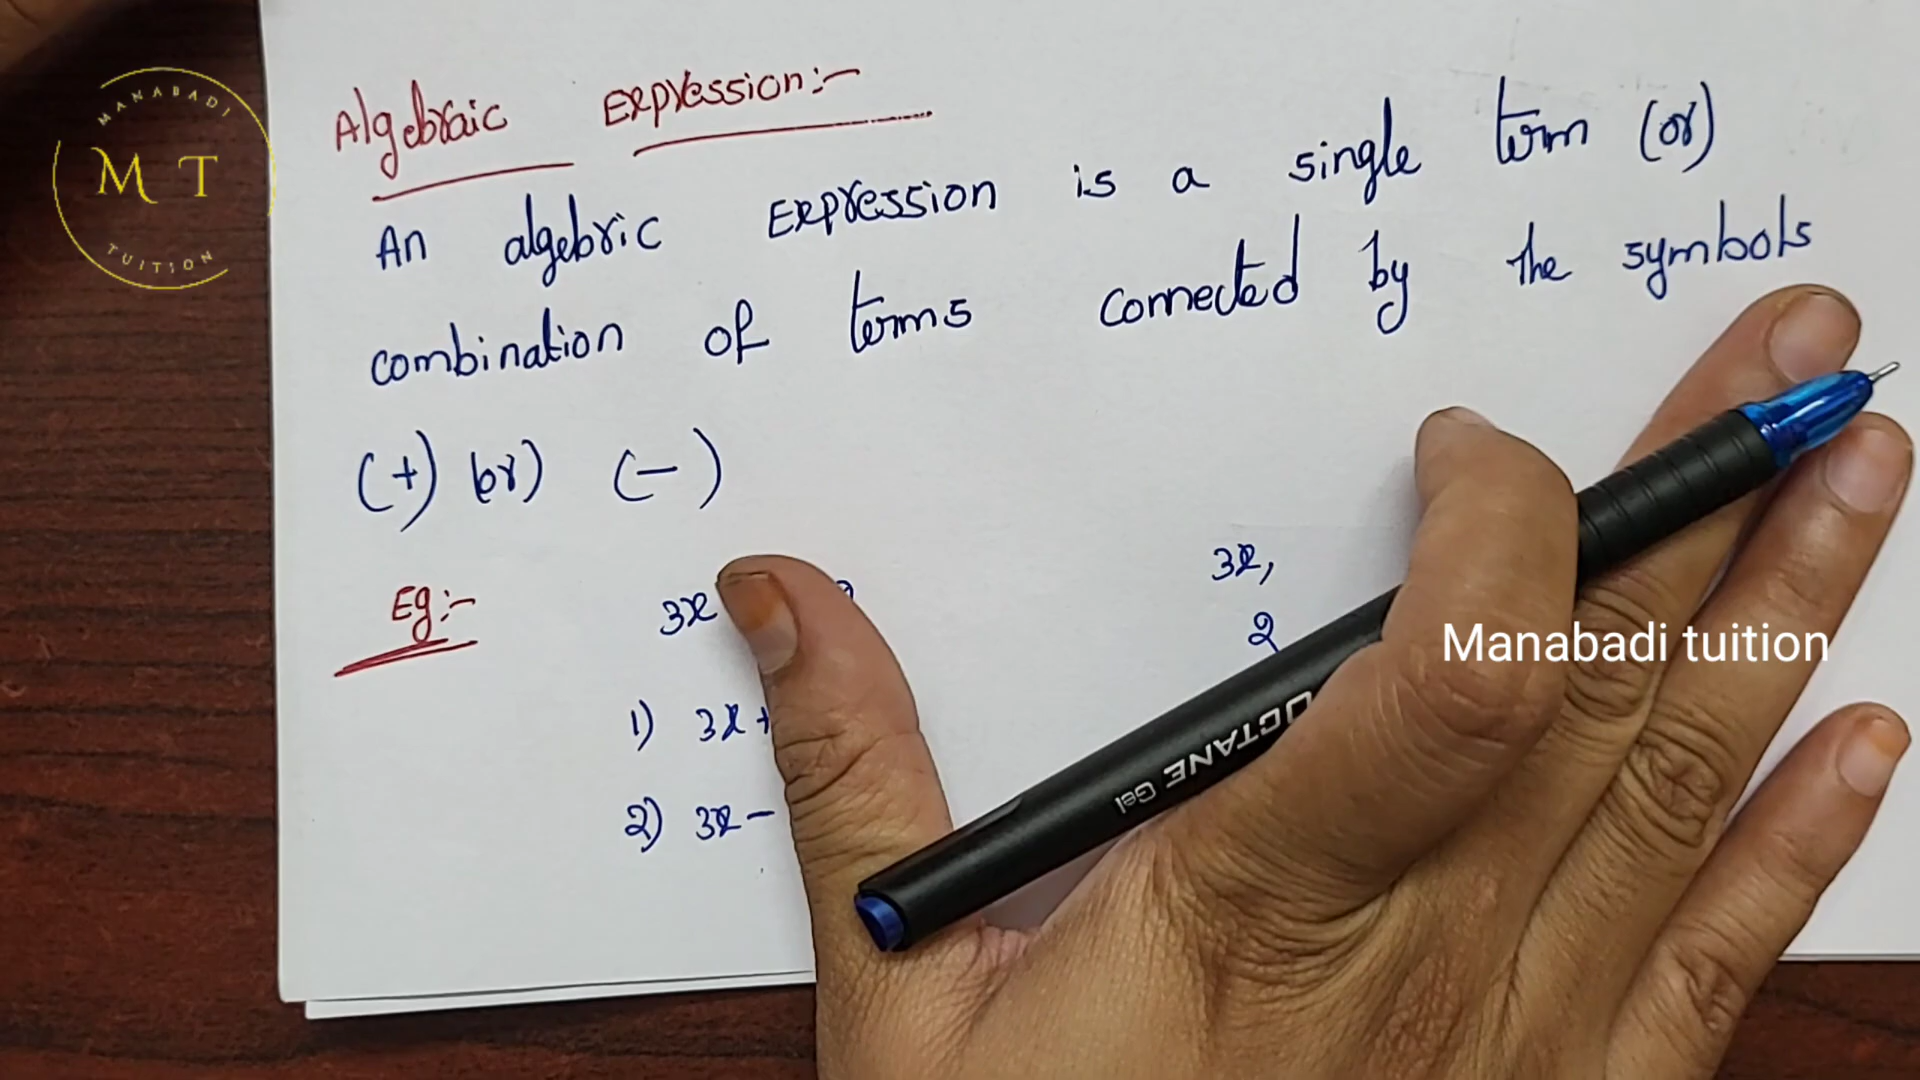 MANABADI
M T
TUITION
Algebraic Expression:-
An algebric Expression is a single term (or)
combination of terms connected by the symbols
(+) (or) (-)
Eg:-
3x
3x,
2
1) 3x+
2) 3x-
OCTANE Gel
Manabadi tuition